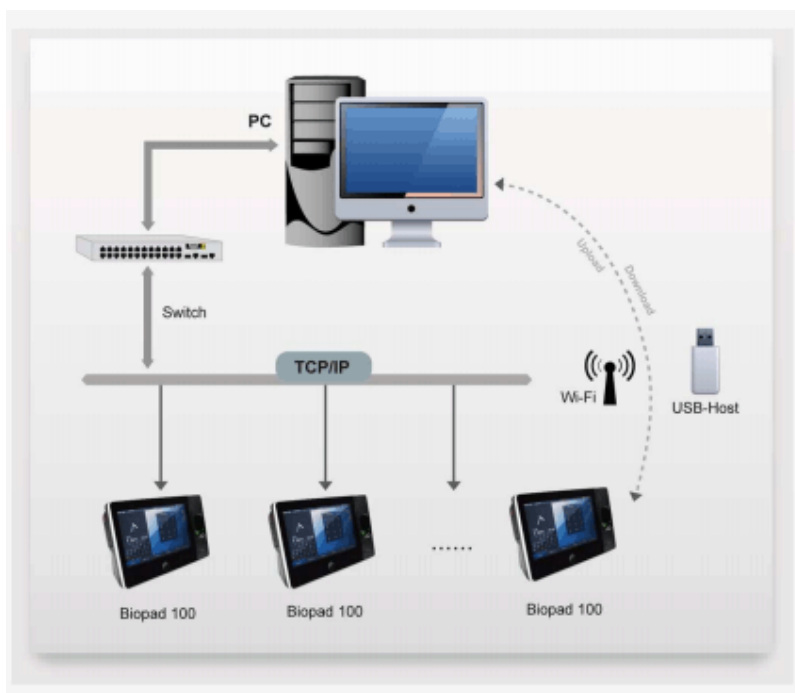 PC
Upload
Download
Switch
TCP/IP
Wi-Fi
USB-Host
......
Biopad 100
Biopad 100
Biopad 100